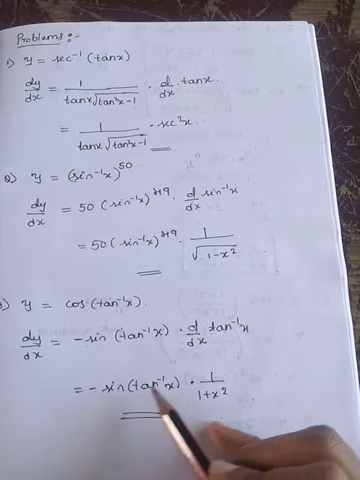 Problems:-
1) y = sec⁻¹(tanx)
dy/dx = 1/(tanx√(tan²x-1)) · d/dx tanx
= 1/(tanx√(tan²x-1)) · sec²x.
2) y = (sin⁻¹x)⁵⁰
dy/dx = 50(sin⁻¹x)⁴⁹ · d/dx sin⁻¹x
= 50(sin⁻¹x)⁴⁹ · 1/√(1-x²)
) y = cos(tan⁻¹x).
dy/dx = -sin(tan⁻¹x) · d/dx tan⁻¹x
= -sin(tan⁻¹x) · 1/(1+x²)